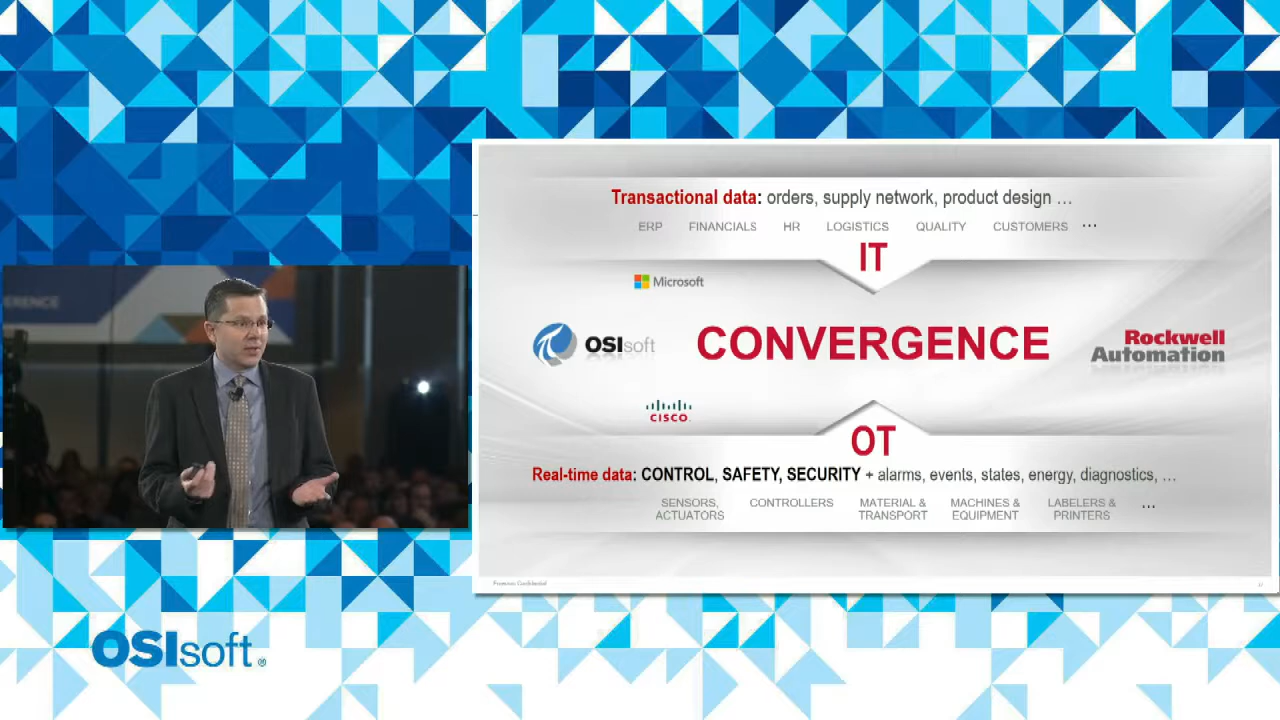 Transactional data: orders, supply network, product design …
ERP FINANCIALS HR LOGISTICS QUALITY CUSTOMERS …
IT
Microsoft
OSIsoft
CONVERGENCE
Rockwell
Automation
CISCO
OT
Real-time data: CONTROL, SAFETY, SECURITY + alarms, events, states, energy, diagnostics, …
SENSORS, ACTUATORS
CONTROLLERS
MATERIAL & TRANSPORT
MACHINES & EQUIPMENT
LABELERS & PRINTERS
…
ERENCE
OSIsoft®